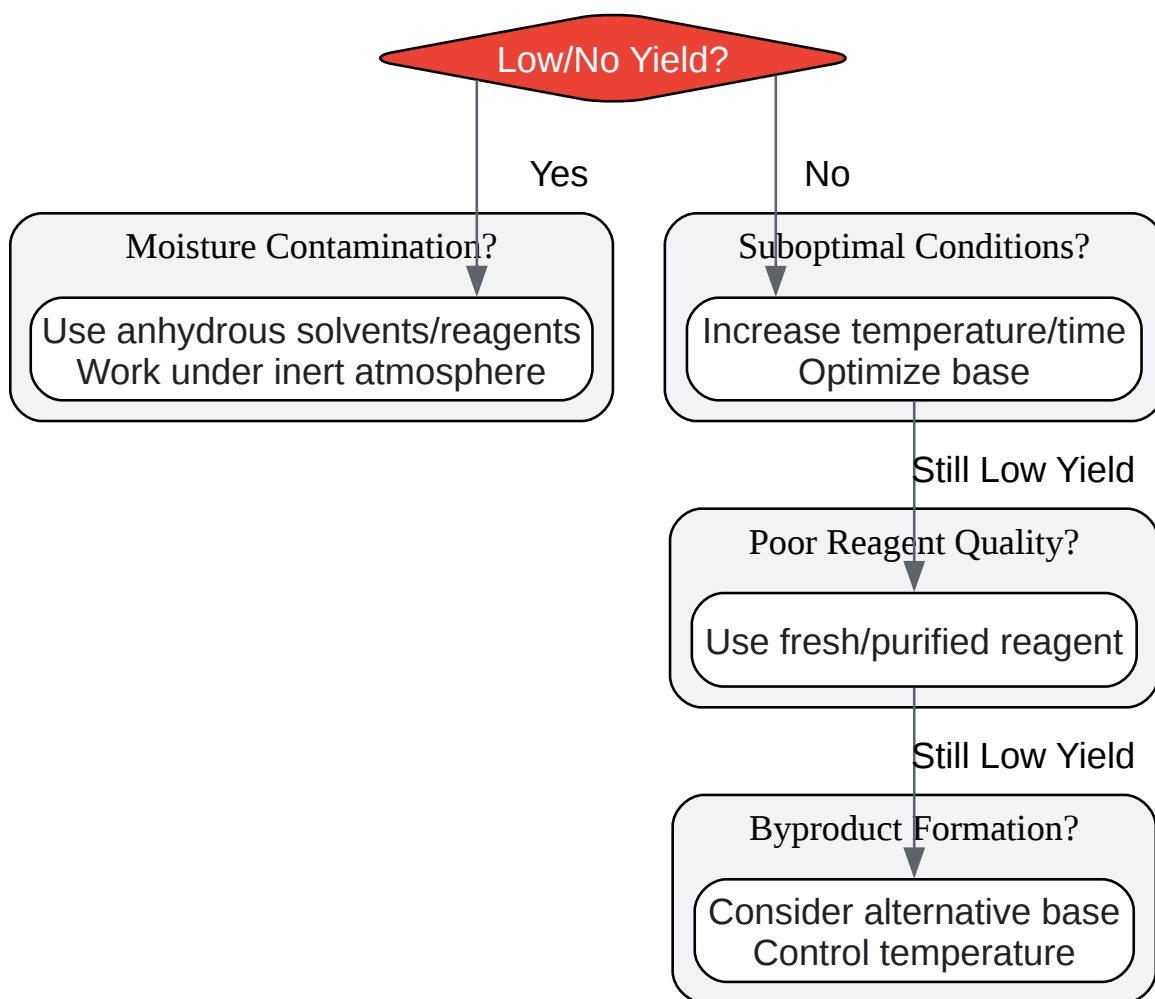 Low/No Yield?
Yes
No
Moisture Contamination?
Use anhydrous solvents/reagents
Work under inert atmosphere
Suboptimal Conditions?
Increase temperature/time
Optimize base
Still Low Yield
Poor Reagent Quality?
Use fresh/purified reagent
Still Low Yield
Byproduct Formation?
Consider alternative base
Control temperature